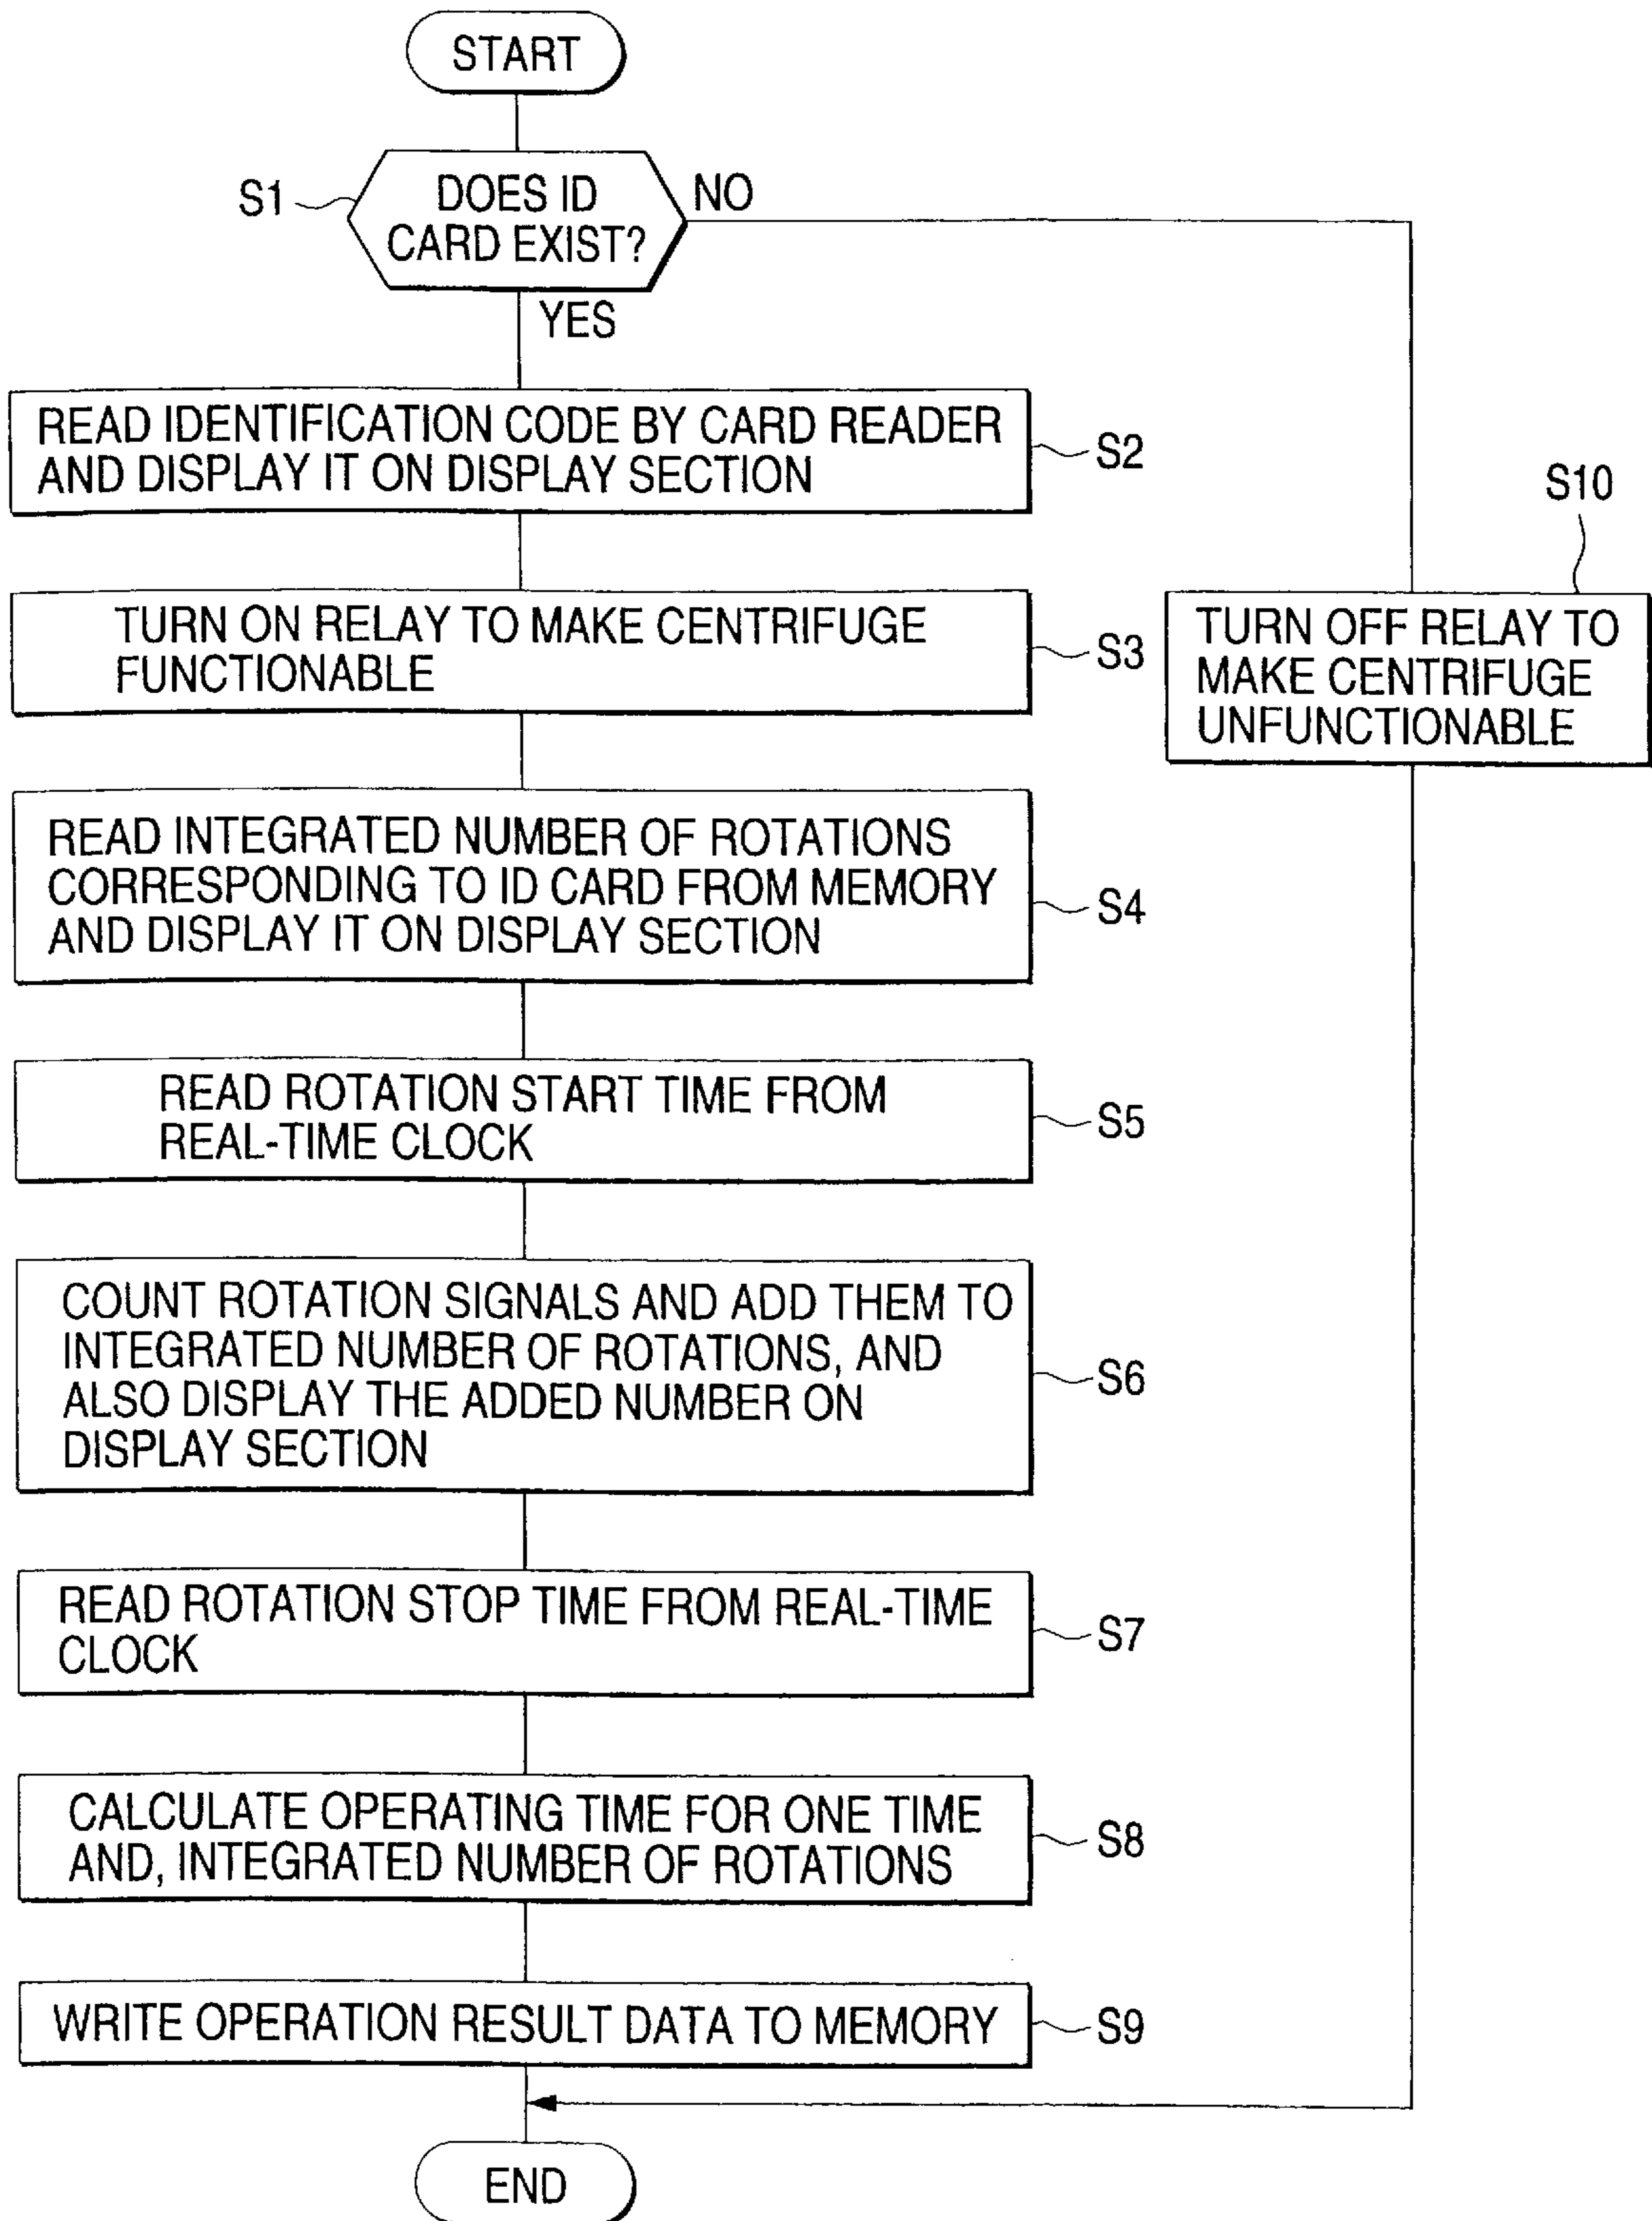 START
S1
DOES ID
CARD EXIST?
NO
YES
READ IDENTIFICATION CODE BY CARD READER
AND DISPLAY IT ON DISPLAY SECTION
S2
TURN ON RELAY TO MAKE CENTRIFUGE
FUNCTIONABLE
S3
S10
TURN OFF RELAY TO
MAKE CENTRIFUGE
UNFUNCTIONABLE
READ INTEGRATED NUMBER OF ROTATIONS
CORRESPONDING TO ID CARD FROM MEMORY
AND DISPLAY IT ON DISPLAY SECTION
S4
READ ROTATION START TIME FROM
REAL-TIME CLOCK
S5
COUNT ROTATION SIGNALS AND ADD THEM TO
INTEGRATED NUMBER OF ROTATIONS, AND
ALSO DISPLAY THE ADDED NUMBER ON
DISPLAY SECTION
S6
READ ROTATION STOP TIME FROM REAL-TIME
CLOCK
S7
CALCULATE OPERATING TIME FOR ONE TIME
AND, INTEGRATED NUMBER OF ROTATIONS
S8
WRITE OPERATION RESULT DATA TO MEMORY
S9
END